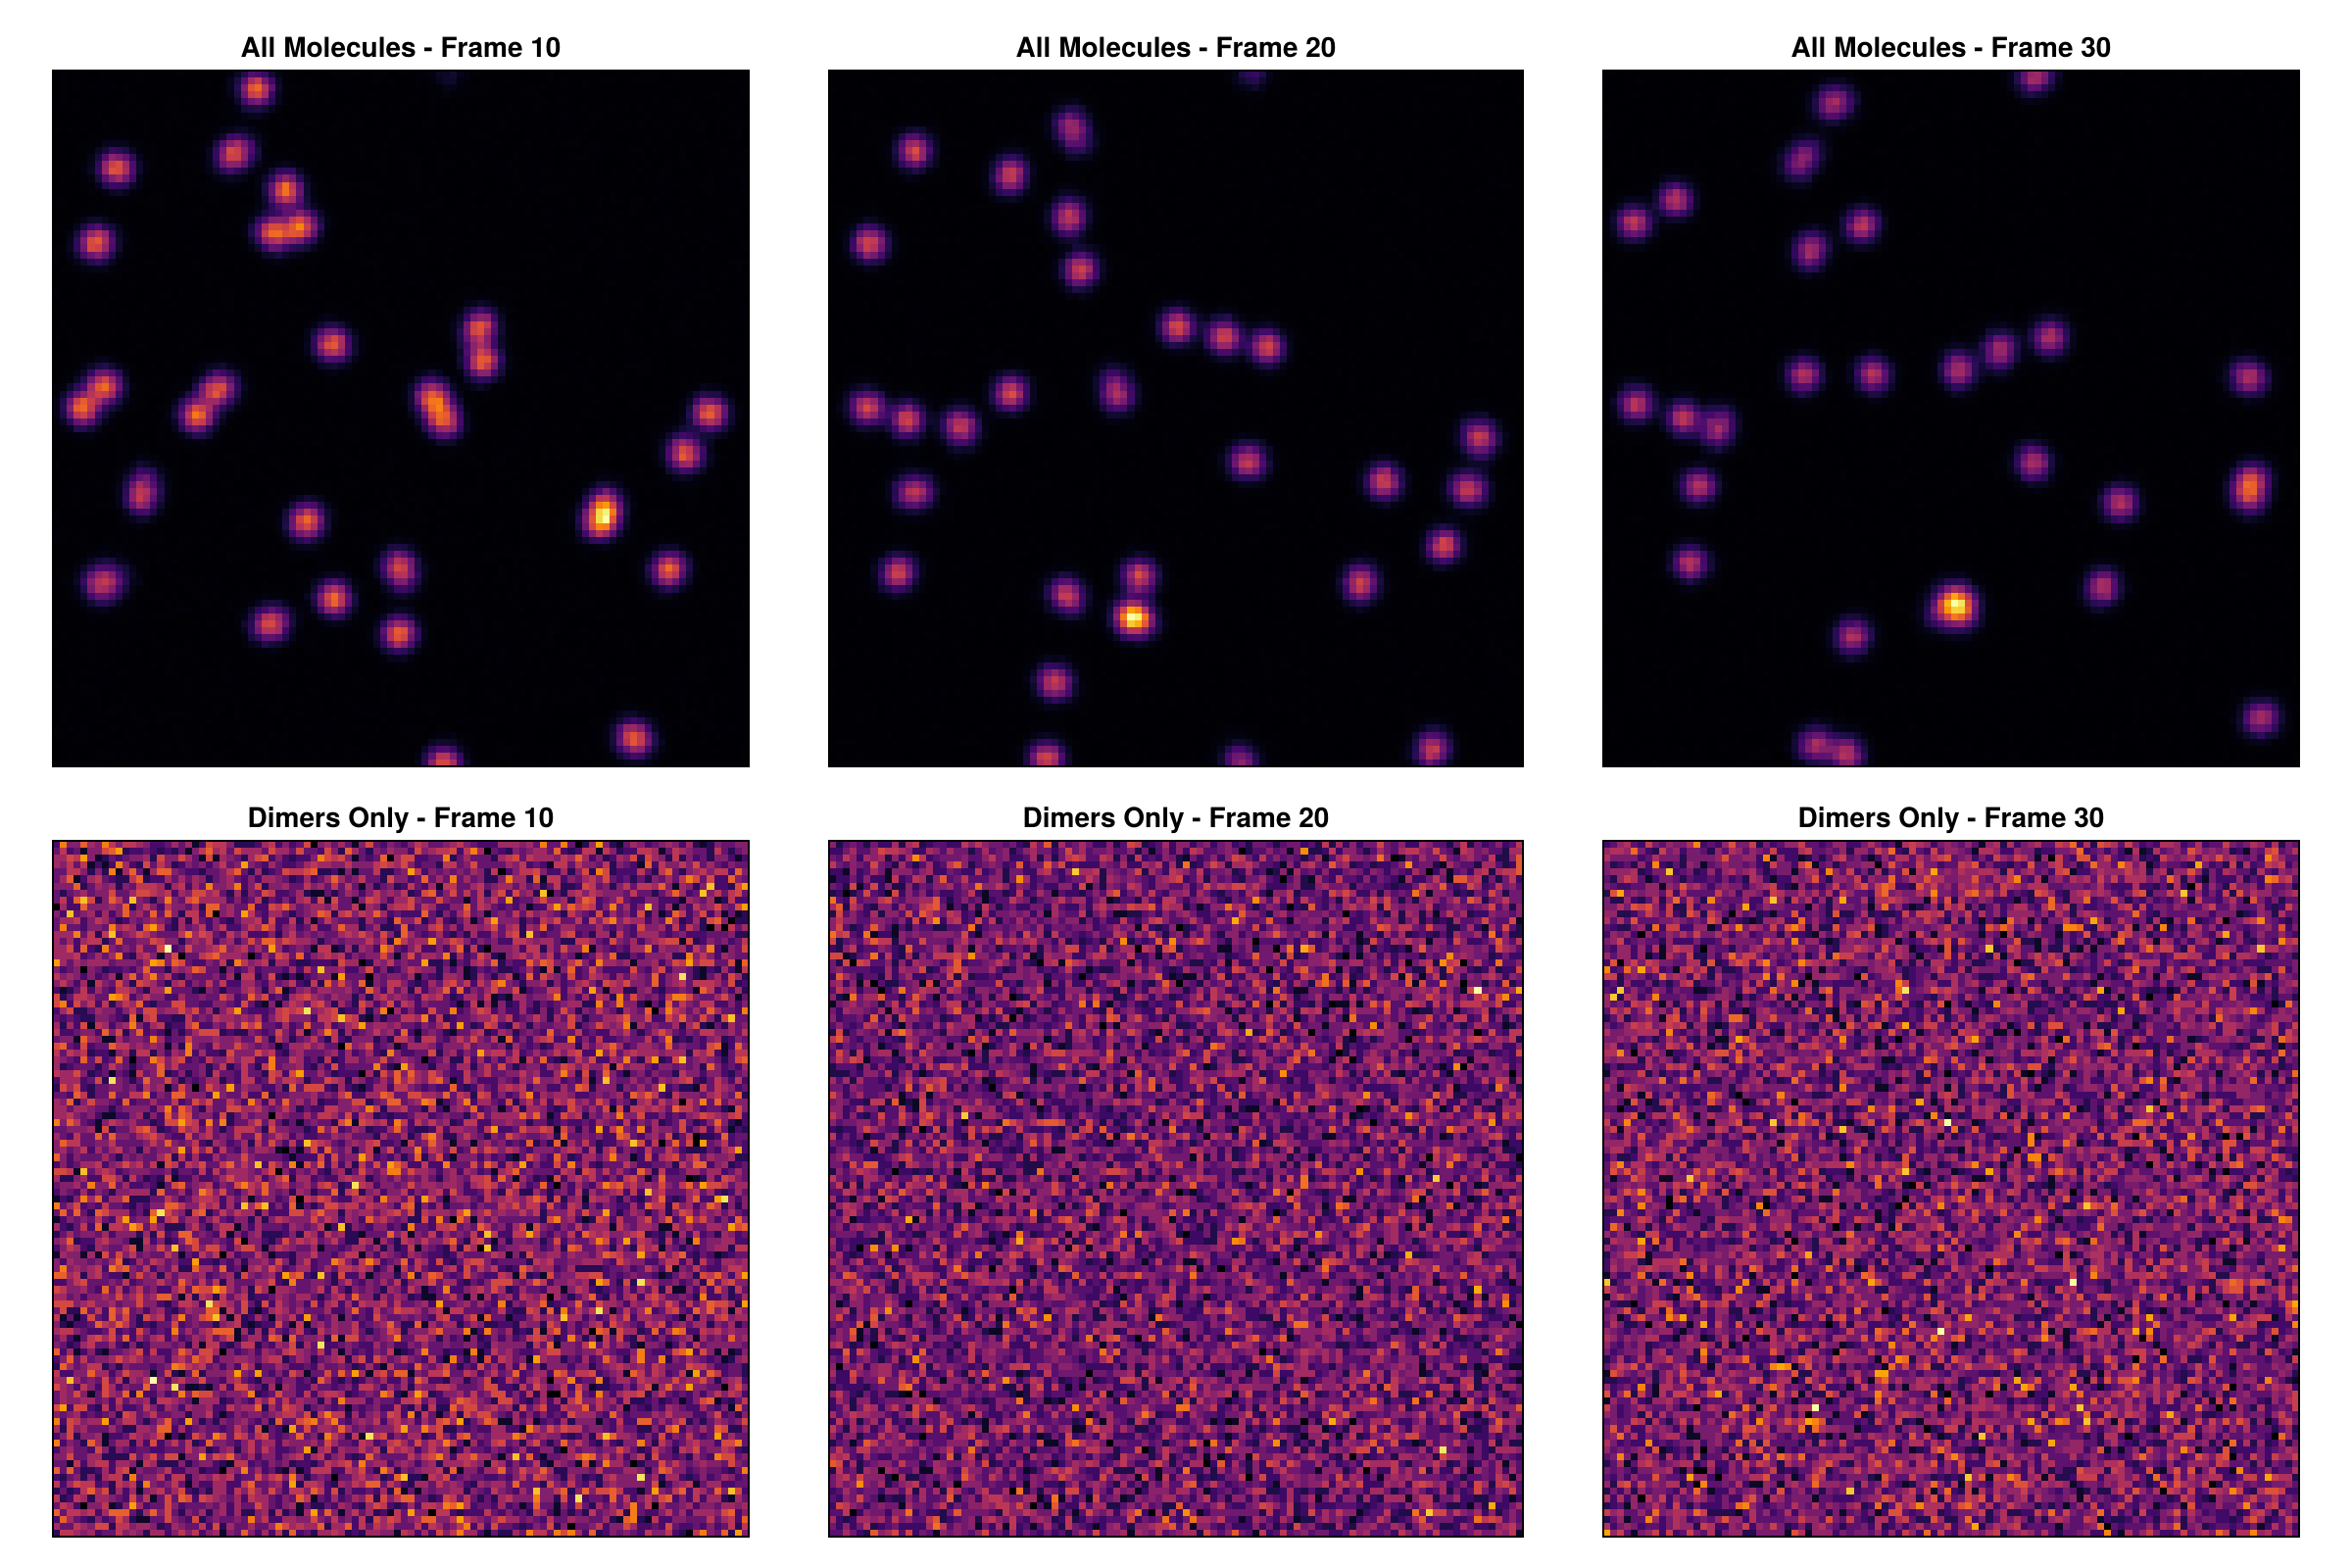 All Molecules - Frame 10
All Molecules - Frame 20
All Molecules - Frame 30
Dimers Only - Frame 10
Dimers Only - Frame 20
Dimers Only - Frame 30